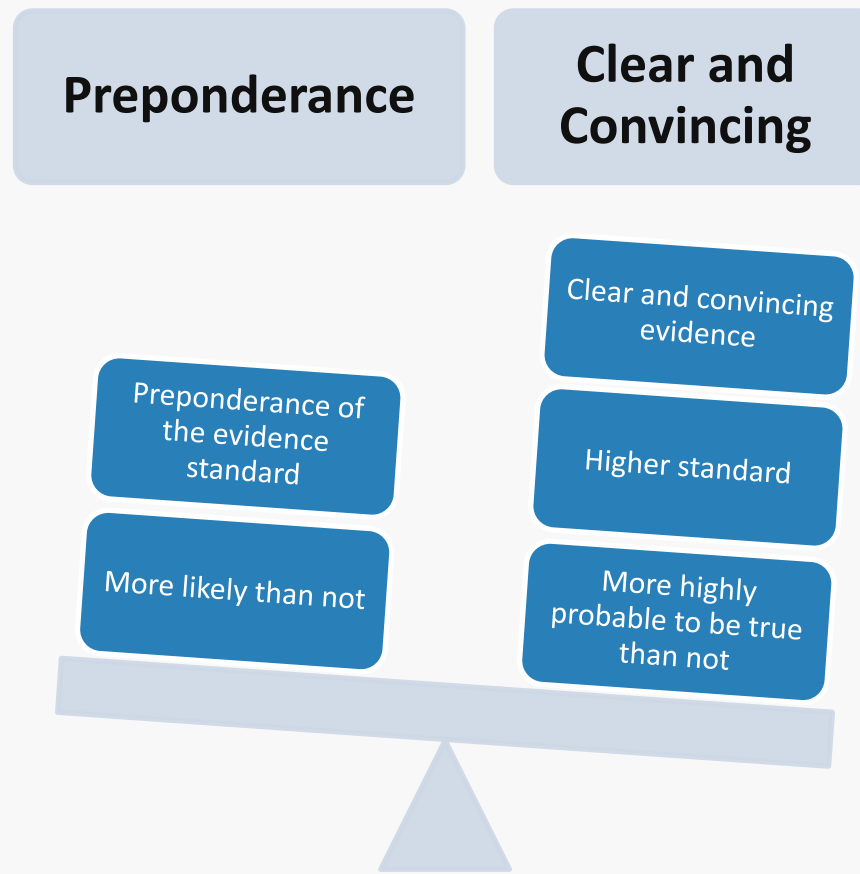 Preponderance
Clear and
Convincing
Preponderance of
the evidence
standard
More likely than not
Clear and convincing
evidence
Higher standard
More highly
probable to be true
than not